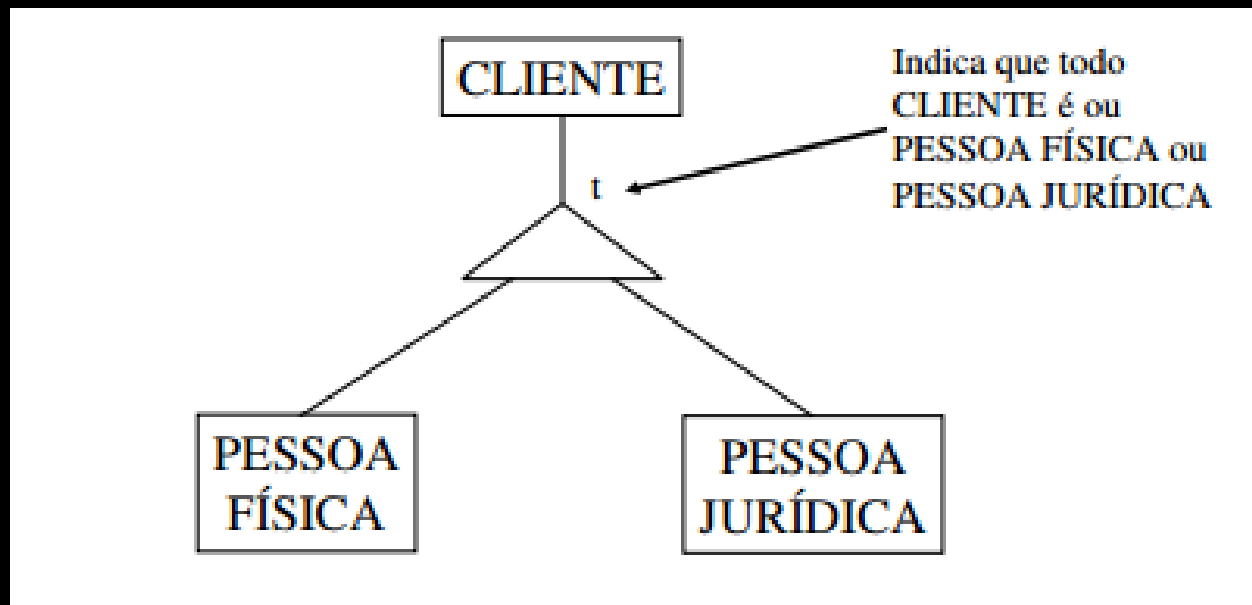 CLIENTE
Indica que todo
CLIENTE é ou
PESSOA FÍSICA ou
PESSOA JURÍDICA
t
PESSOA
FÍSICA
PESSOA
JURÍDICA